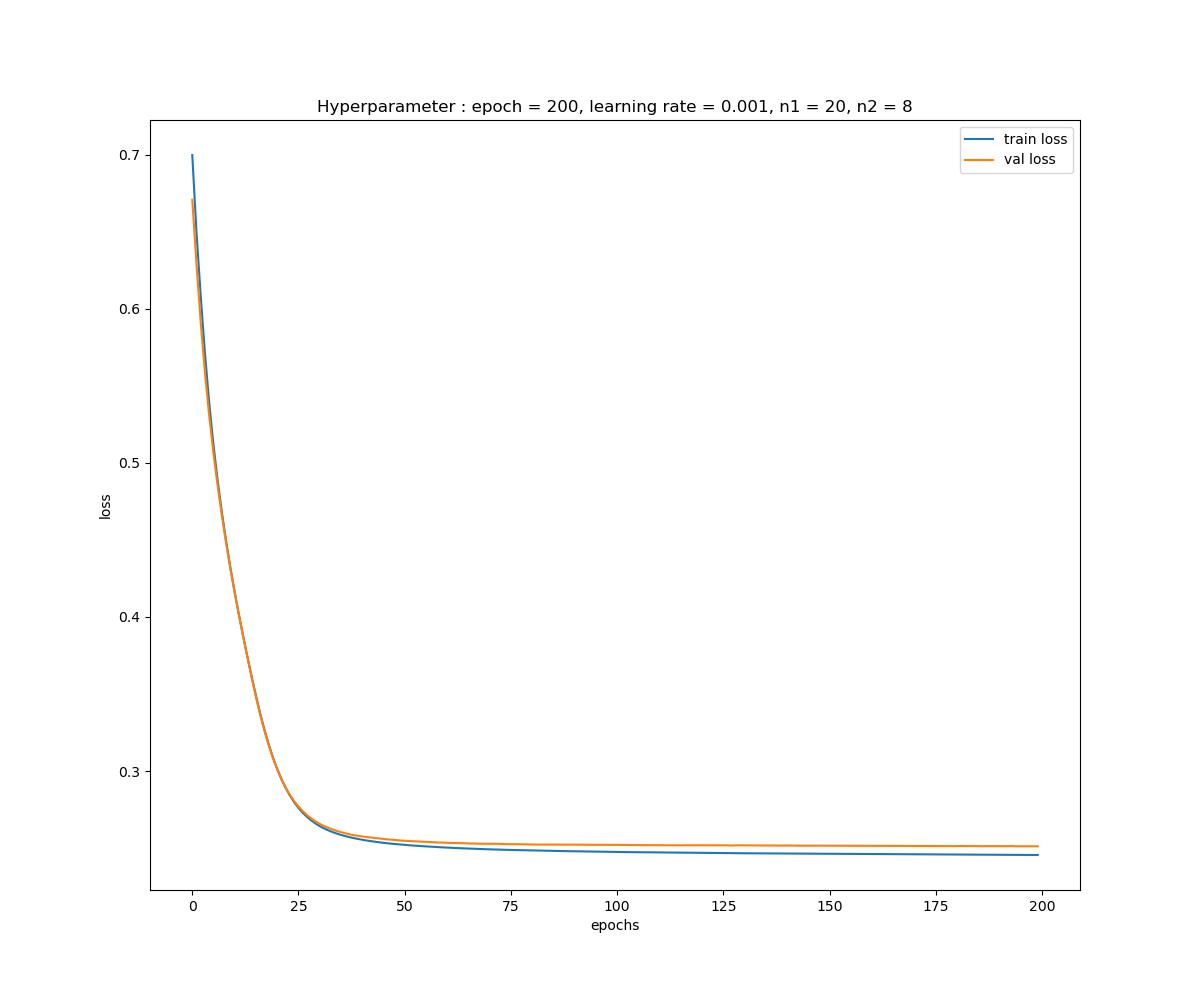 Hyperparameter : epoch = 200, learning rate = 0.001, n1 = 20, n2 = 8
train loss
val loss
0.7
0.6
0.5
0.4
0.3
loss
0
25
50
75
100
125
150
175
200
epochs